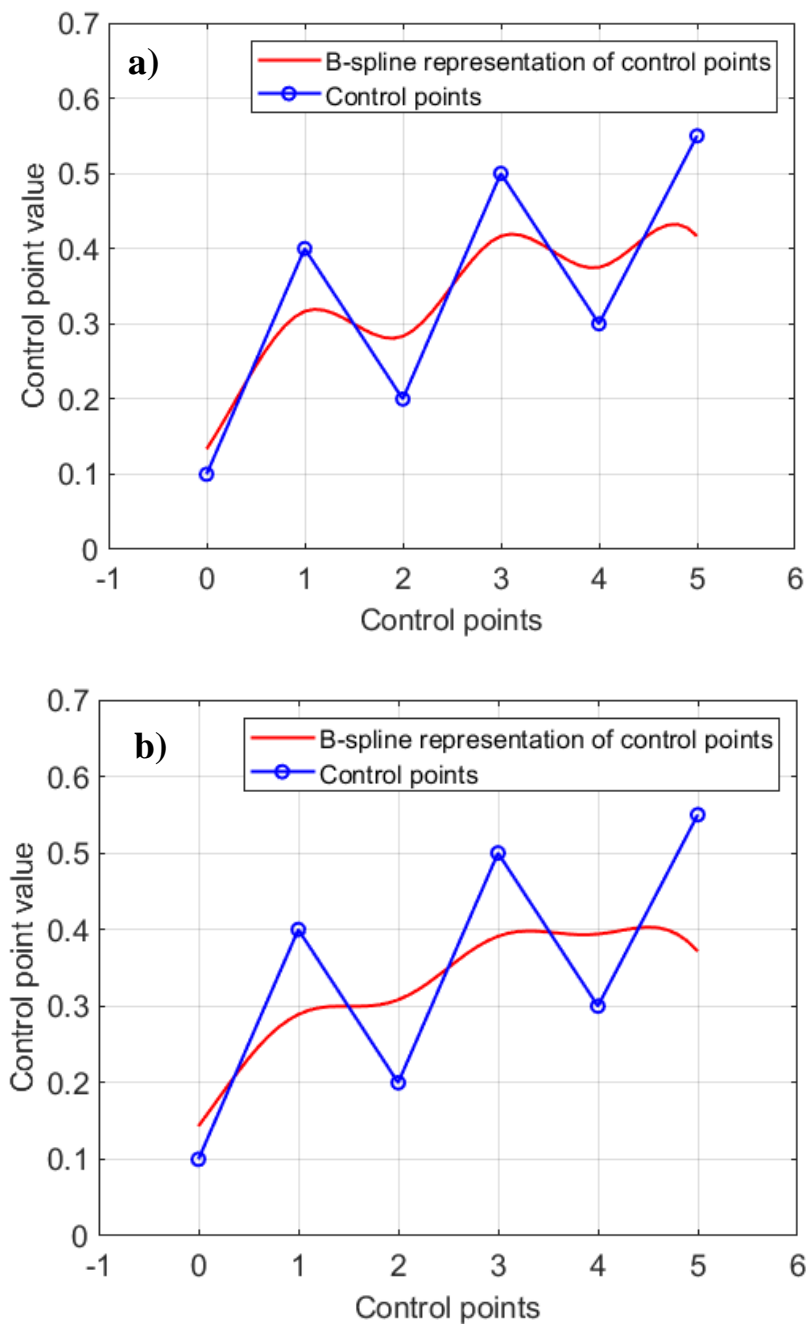 a)
B-spline representation of control points
Control points
0.7
0.6
0.5
0.4
0.3
0.2
0.1
0
Control point value
-1 0 1 2 3 4 5 6
Control points
b)
B-spline representation of control points
Control points
0.7
0.6
0.5
0.4
0.3
0.2
0.1
0
Control point value
-1 0 1 2 3 4 5 6
Control points